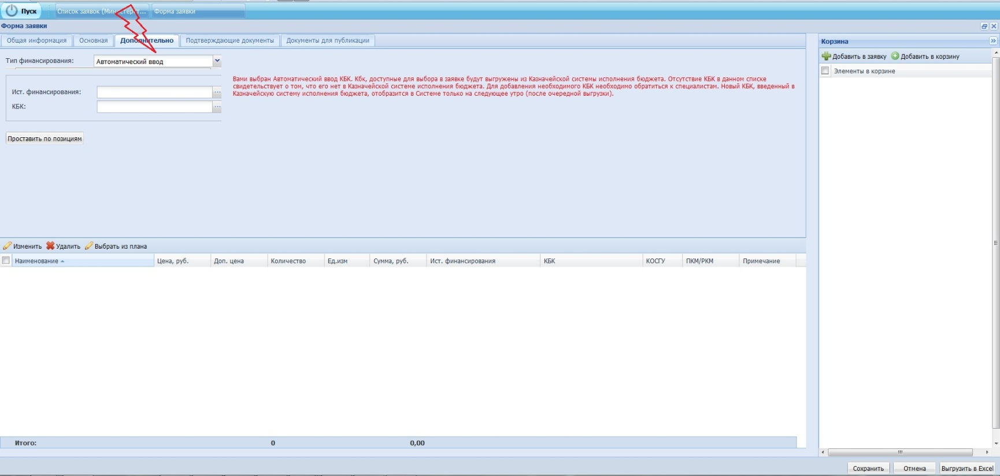 Пуск
Список заявок (Министерст...
Форма заявки
Форма заявки
Общая информация
Основная
Дополнительно
Подтверждающие документы
Документы для публикации
Корзина
Добавить в заявку
Добавить в корзину
Элементы в корзине
Тип финансирования:
Автоматический ввод
Вами выбран Автоматический ввод КБК. Кбк, доступные для выбора в заявке будут выгружены из Казначейской системы исполнения бюджета. Отсутствие КБК в данном списке
свидетельствует о том, что его нет в Казначейской системе исполнения бюджета. Для добавления необходимого КБК необходимо обратиться к специалистам. Новый КБК, введенный в
Казначейскую систему исполнения бюджета, отобразится в Системе только на следующее утро (после очередной выгрузки).
Ист. финансирования:
КБК:
Проставить по позициям
Изменить
Удалить
Выбрать из плана
Наименование
Цена, руб.
Доп. цена
Количество
Ед.изм
Сумма, руб.
Ист. финансирования
КБК
КОСГУ
ПКМ/РКМ
Примечание
Итого:
0
0,00
Сохранить
Отмена
Выгрузить в Excel